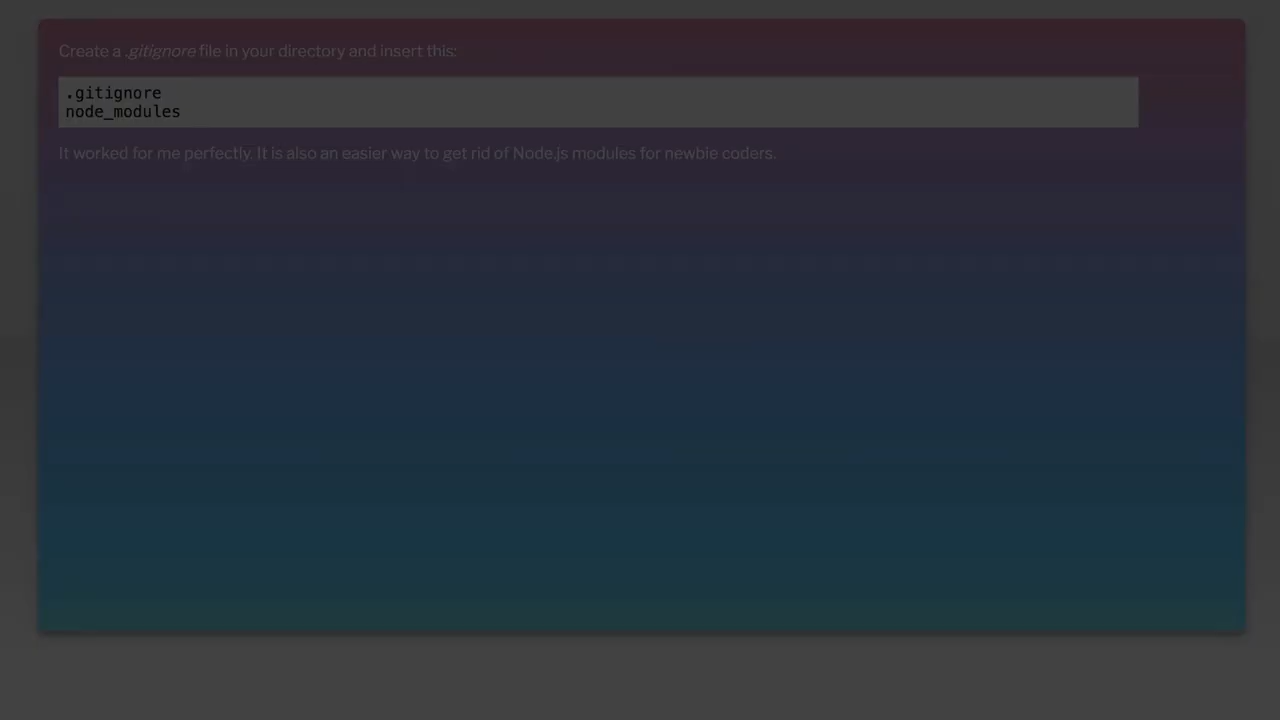 Create a .gitignore file in your directory and insert this:
.gitignore
node_modules
It worked for me perfectly. It is also an easier way to get rid of Node.js modules for newbie coders.